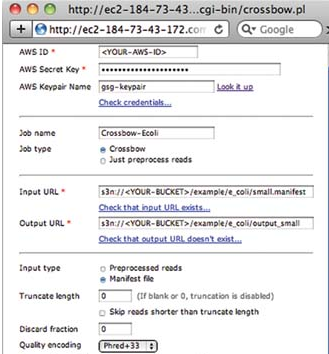 http://ec2-184-73-43...cgi-bin/crossbow.pl
http://ec2-184-73-43-172.com
Google
AWS ID * <YOUR-AWS-ID>
AWS Secret Key * ••••••••••••••••••••
AWS Keypair Name gsg-keypair Look it up
Check credentials...
Job name Crossbow-Ecoli
Job type Crossbow
Just preprocess reads
Input URL * s3n://<YOUR-BUCKET>/example/e_coli/small.manifest
Check that input URL exists...
Output URL * s3n://<YOUR-BUCKET>/example/e_coli/output_small
Check that output URL doesn't exist...
Input type Preprocessed reads
Manifest file
Truncate length 0 (If blank or 0, truncation is disabled)
Skip reads shorter than truncate length
Discard fraction 0
Quality encoding Phred+33